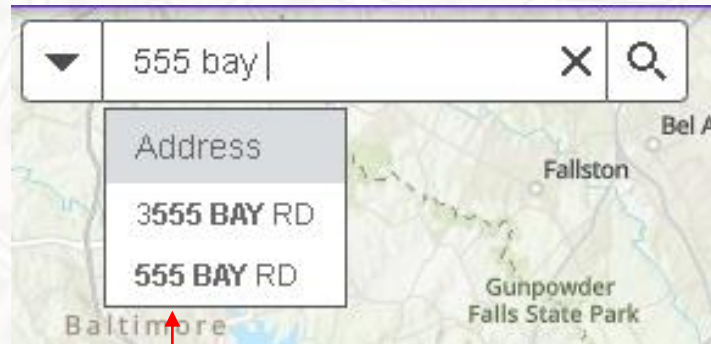 555 bay
Address
3555 BAY RD
555 BAY RD
Bel A
Fallston
Gunpowder
Falls State Park
Baltimore